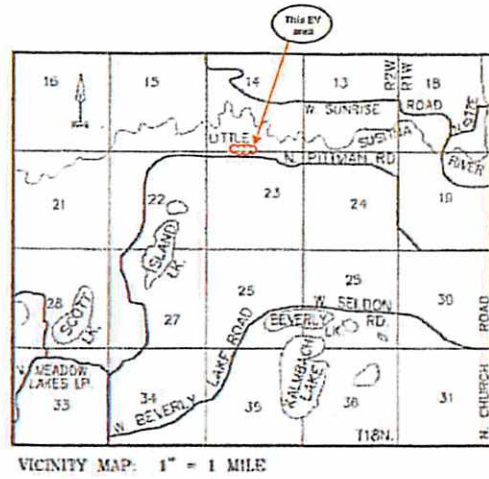 This EV
area
16 15 14 13 18
R2W R1W
W. SUNRISE ROAD
N. SITZE
LITTLE SUSITNA RIVER
N. PITTMAN RD
21 22 23 24 19
ISLAND LK.
28 27 26 25 30
SCOTT LK.
W SELDON RD.
BEVERLY LK.
N. MEADOW LAKES LP.
33 34 35 36 31
W BEVERLY LAKE ROAD
KALMBACH LAKE
N. CHURCH ROAD
T18N.
VICINITY MAP: 1" = 1 MILE